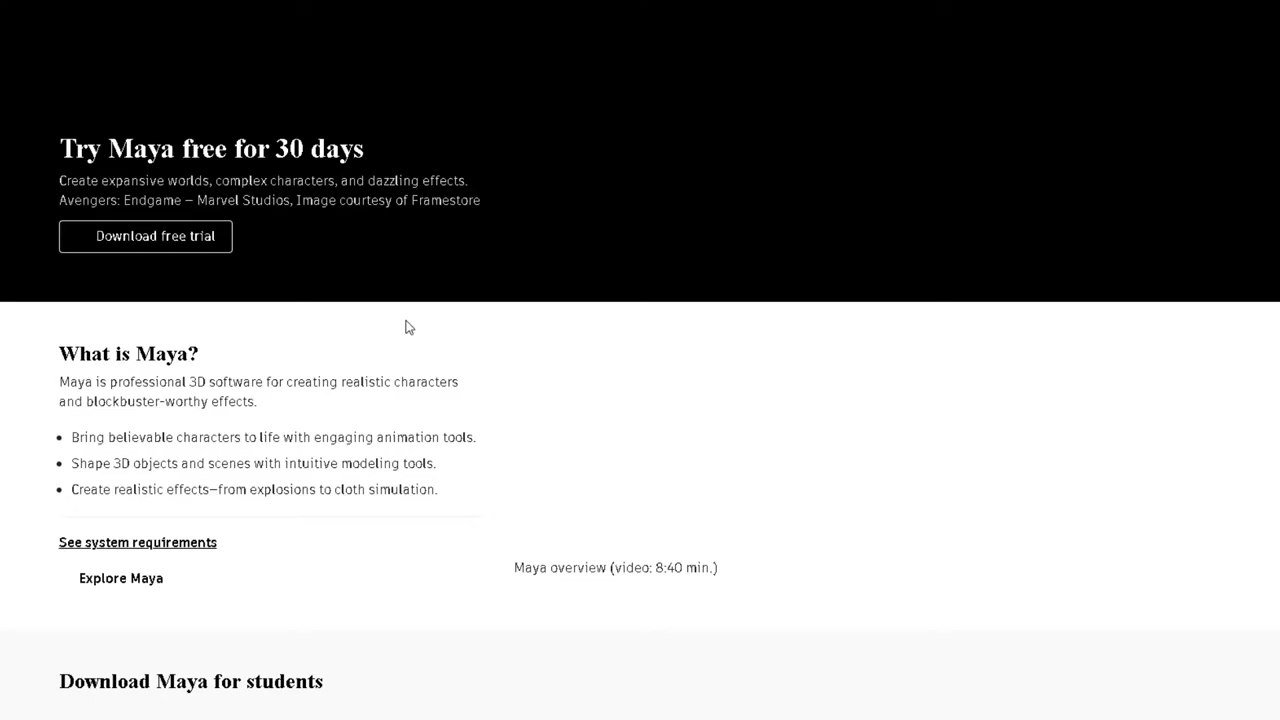 Try Maya free for 30 days
Create expansive worlds, complex characters, and dazzling effects.
Avengers: Endgame – Marvel Studios, Image courtesy of Framestore
Download free trial
What is Maya?
Maya is professional 3D software for creating realistic characters
and blockbuster-worthy effects.
• Bring believable characters to life with engaging animation tools.
• Shape 3D objects and scenes with intuitive modeling tools.
• Create realistic effects—from explosions to cloth simulation.
See system requirements
Explore Maya
Maya overview (video: 8:40 min.)
Download Maya for students